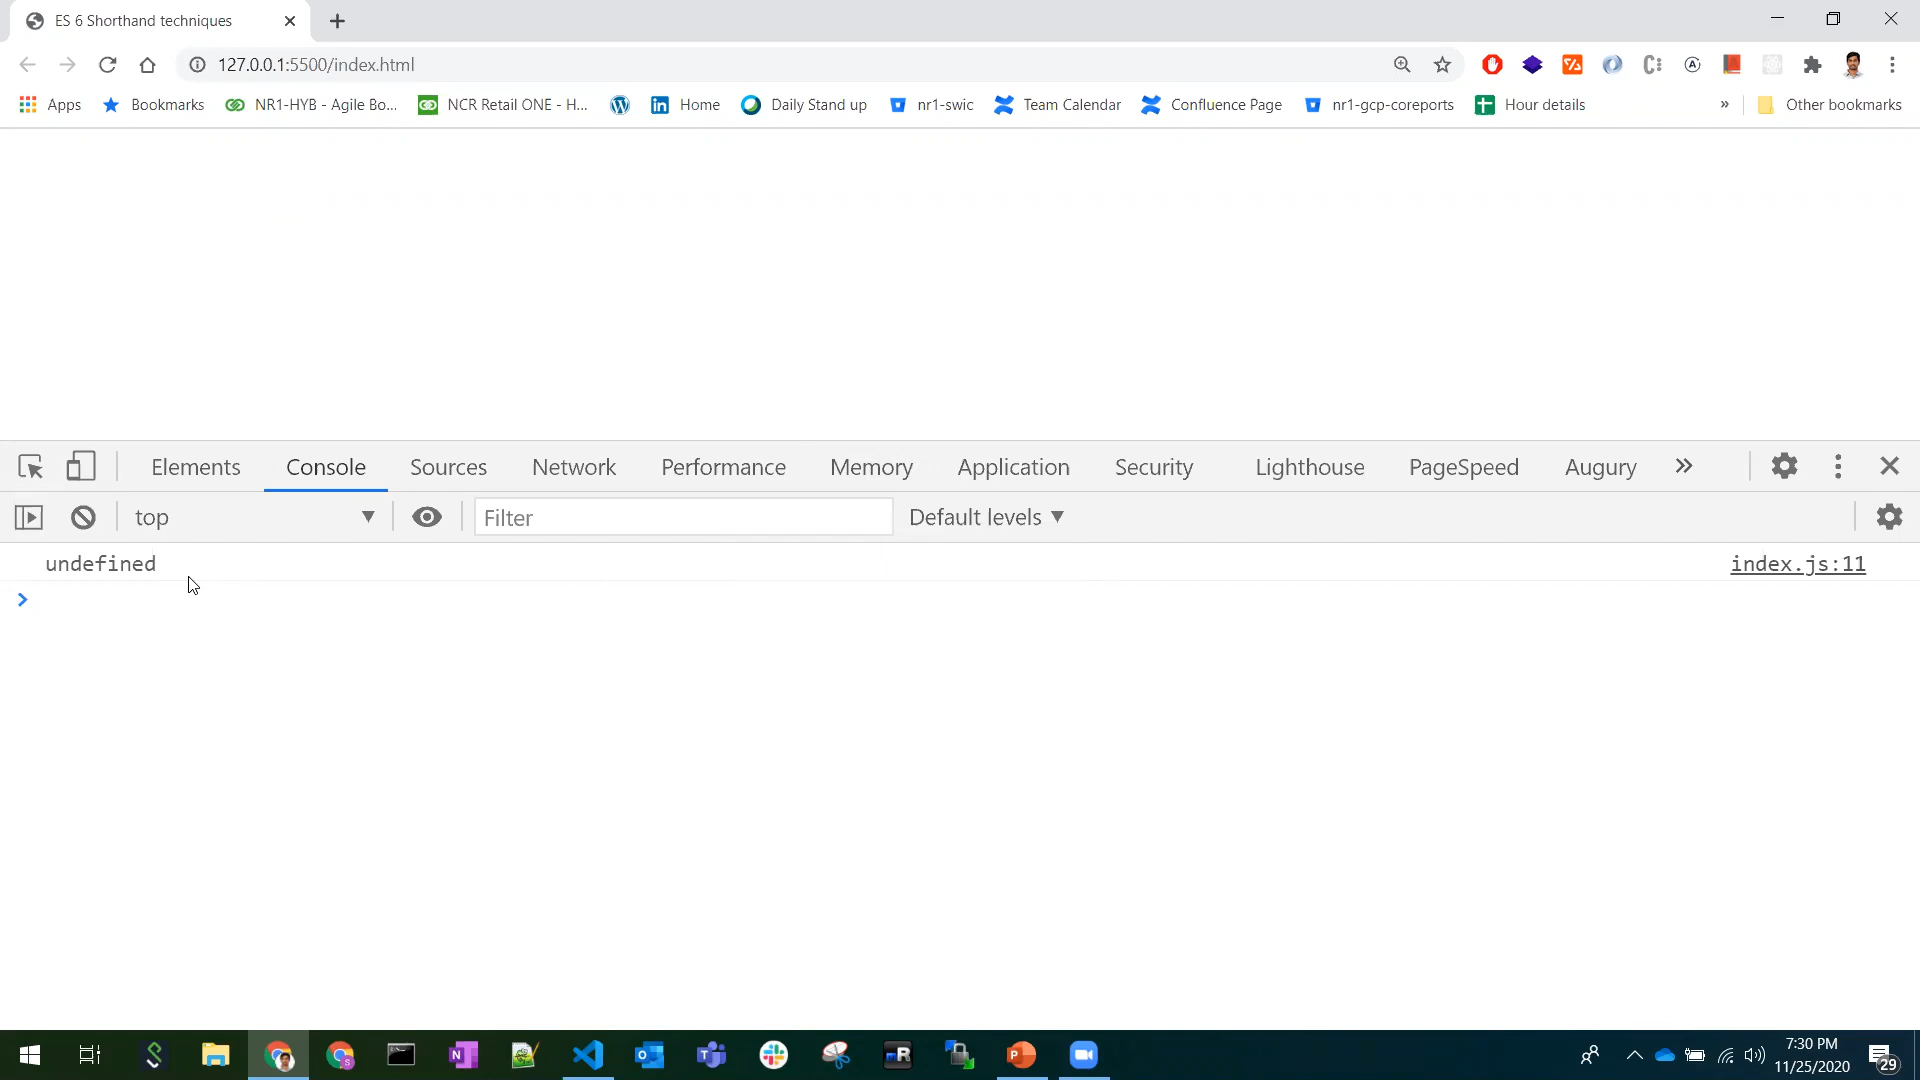 ES 6 Shorthand techniques
127.0.0.1:5500/index.html
Apps Bookmarks NR1-HYB - Agile Bo... NCR Retail ONE - H... Home Daily Stand up nr1-swic Team Calendar Confluence Page nr1-gcp-coreports Hour details » Other bookmarks
Elements Console Sources Network Performance Memory Application Security Lighthouse PageSpeed Augury
top Filter Default levels
undefined index.js:11
7:30 PM
11/25/2020
29